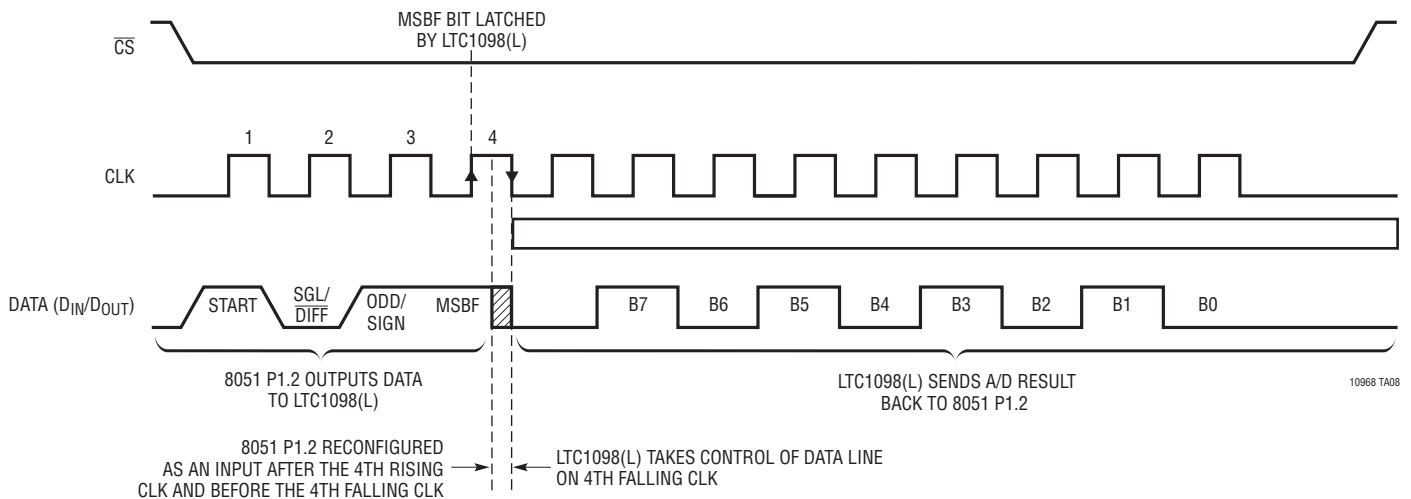 MSBF BIT LATCHED
BY LTC1098(L)
CS
1 2 3 4
CLK
DATA (DIN/DOUT)
START
SGL/
DIFF
ODD/
SIGN
MSBF
B7 B6 B5 B4 B3 B2 B1 B0
8051 P1.2 OUTPUTS DATA
TO LTC1098(L)
LTC1098(L) SENDS A/D RESULT
BACK TO 8051 P1.2
10968 TA08
8051 P1.2 RECONFIGURED
AS AN INPUT AFTER THE 4TH RISING
CLK AND BEFORE THE 4TH FALLING CLK
LTC1098(L) TAKES CONTROL OF DATA LINE
ON 4TH FALLING CLK